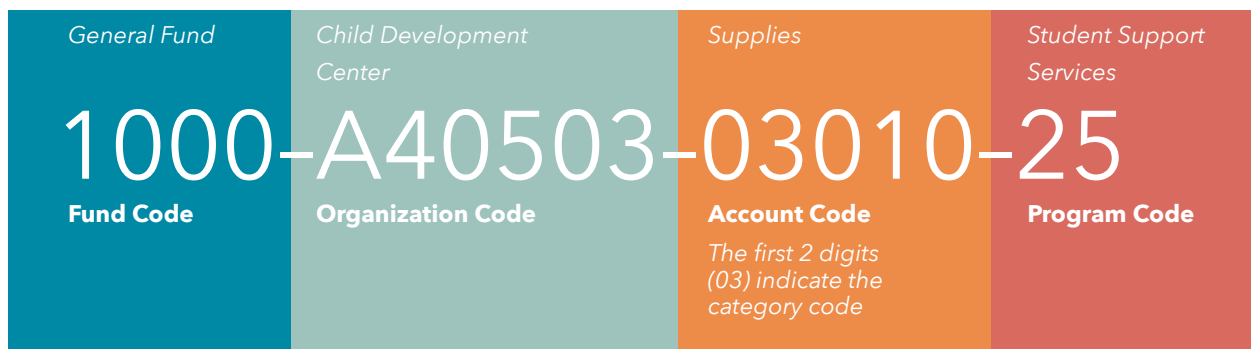 General Fund
Child Development
Center
Supplies
Student Support
Services
1000–A40503–03010–25
Fund Code
Organization Code
Account Code
Program Code
The first 2 digits
(03) indicate the
category code